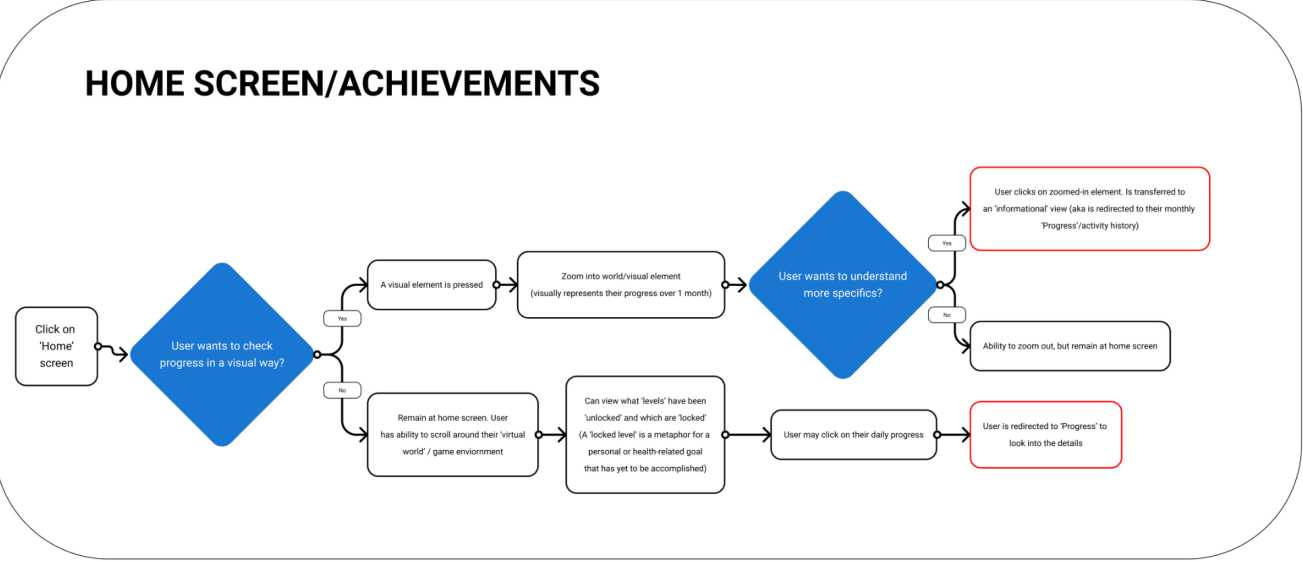 HOME SCREEN/ACHIEVEMENTS
Click on
‘Home’
screen
User wants to check
progress in a visual way?
Yes
A visual element is pressed
Zoom into world/visual element
(visually represents their progress over 1 month)
User wants to understand
more specifics?
Yes
User clicks on zoomed-in element. Is transferred to
an ‘informational’ view (aka is redirected to their monthly
‘Progress’/activity history)
No
Ability to zoom out, but remain at home screen
No
Remain at home screen. User
has ability to scroll around their ‘virtual
world’ / game enviornment
Can view what ‘levels’ have been
‘unlocked’ and which are ‘locked’
(A ‘locked level’ is a metaphor for a
personal or health-related goal
that has yet to be accomplished)
User may click on their daily progress
User is redirected to ‘Progress’ to
look into the details